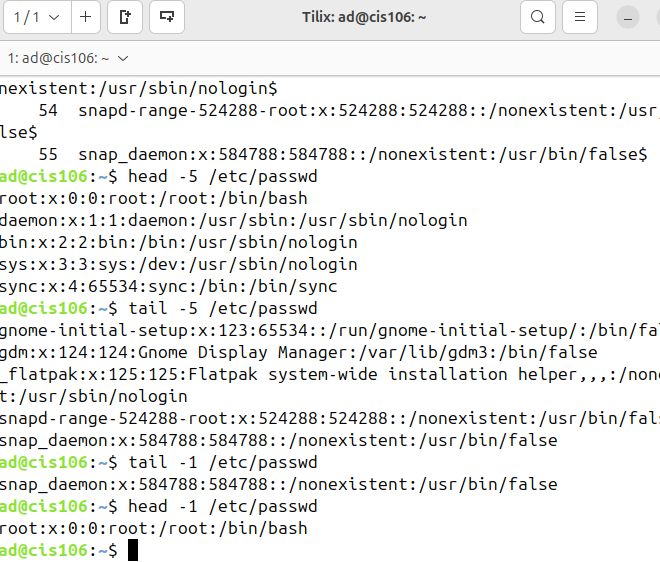 1 / 1
Tilix: ad@cis106: ~
1: ad@cis106: ~
nexistent:/usr/sbin/nologin$
54 snapd-range-524288-root:x:524288:524288::/nonexistent:/usr/
lse$
55 snap_daemon:x:584788:584788::/nonexistent:/usr/bin/false$
ad@cis106:~$ head -5 /etc/passwd
root:x:0:0:root:/root:/bin/bash
daemon:x:1:1:daemon:/usr/sbin:/usr/sbin/nologin
bin:x:2:2:bin:/bin:/usr/sbin/nologin
sys:x:3:3:sys:/dev:/usr/sbin/nologin
sync:x:4:65534:sync:/bin:/bin/sync
ad@cis106:~$ tail -5 /etc/passwd
gnome-initial-setup:x:123:65534::/run/gnome-initial-setup/:/bin/fal
gdm:x:124:124:Gnome Display Manager:/var/lib/gdm3:/bin/false
_flatpak:x:125:125:Flatpak system-wide installation helper,,,:/none
t:/usr/sbin/nologin
snapd-range-524288-root:x:524288:524288::/nonexistent:/usr/bin/fals
snap_daemon:x:584788:584788::/nonexistent:/usr/bin/false
ad@cis106:~$ tail -1 /etc/passwd
snap_daemon:x:584788:584788::/nonexistent:/usr/bin/false
ad@cis106:~$ head -1 /etc/passwd
root:x:0:0:root:/root:/bin/bash
ad@cis106:~$